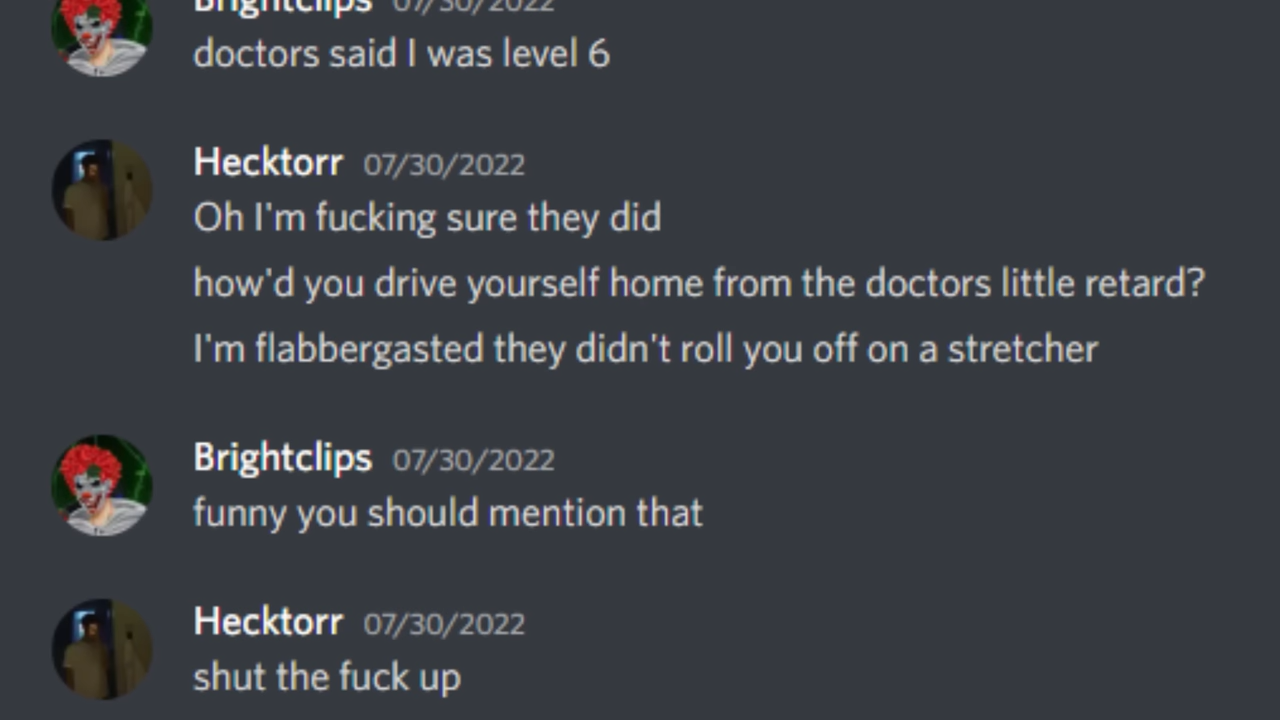 Brightclips 07/30/2022
doctors said I was level 6
Hecktorr 07/30/2022
Oh I'm fucking sure they did
how'd you drive yourself home from the doctors little retard?
I'm flabbergasted they didn't roll you off on a stretcher
Brightclips 07/30/2022
funny you should mention that
Hecktorr 07/30/2022
shut the fuck up